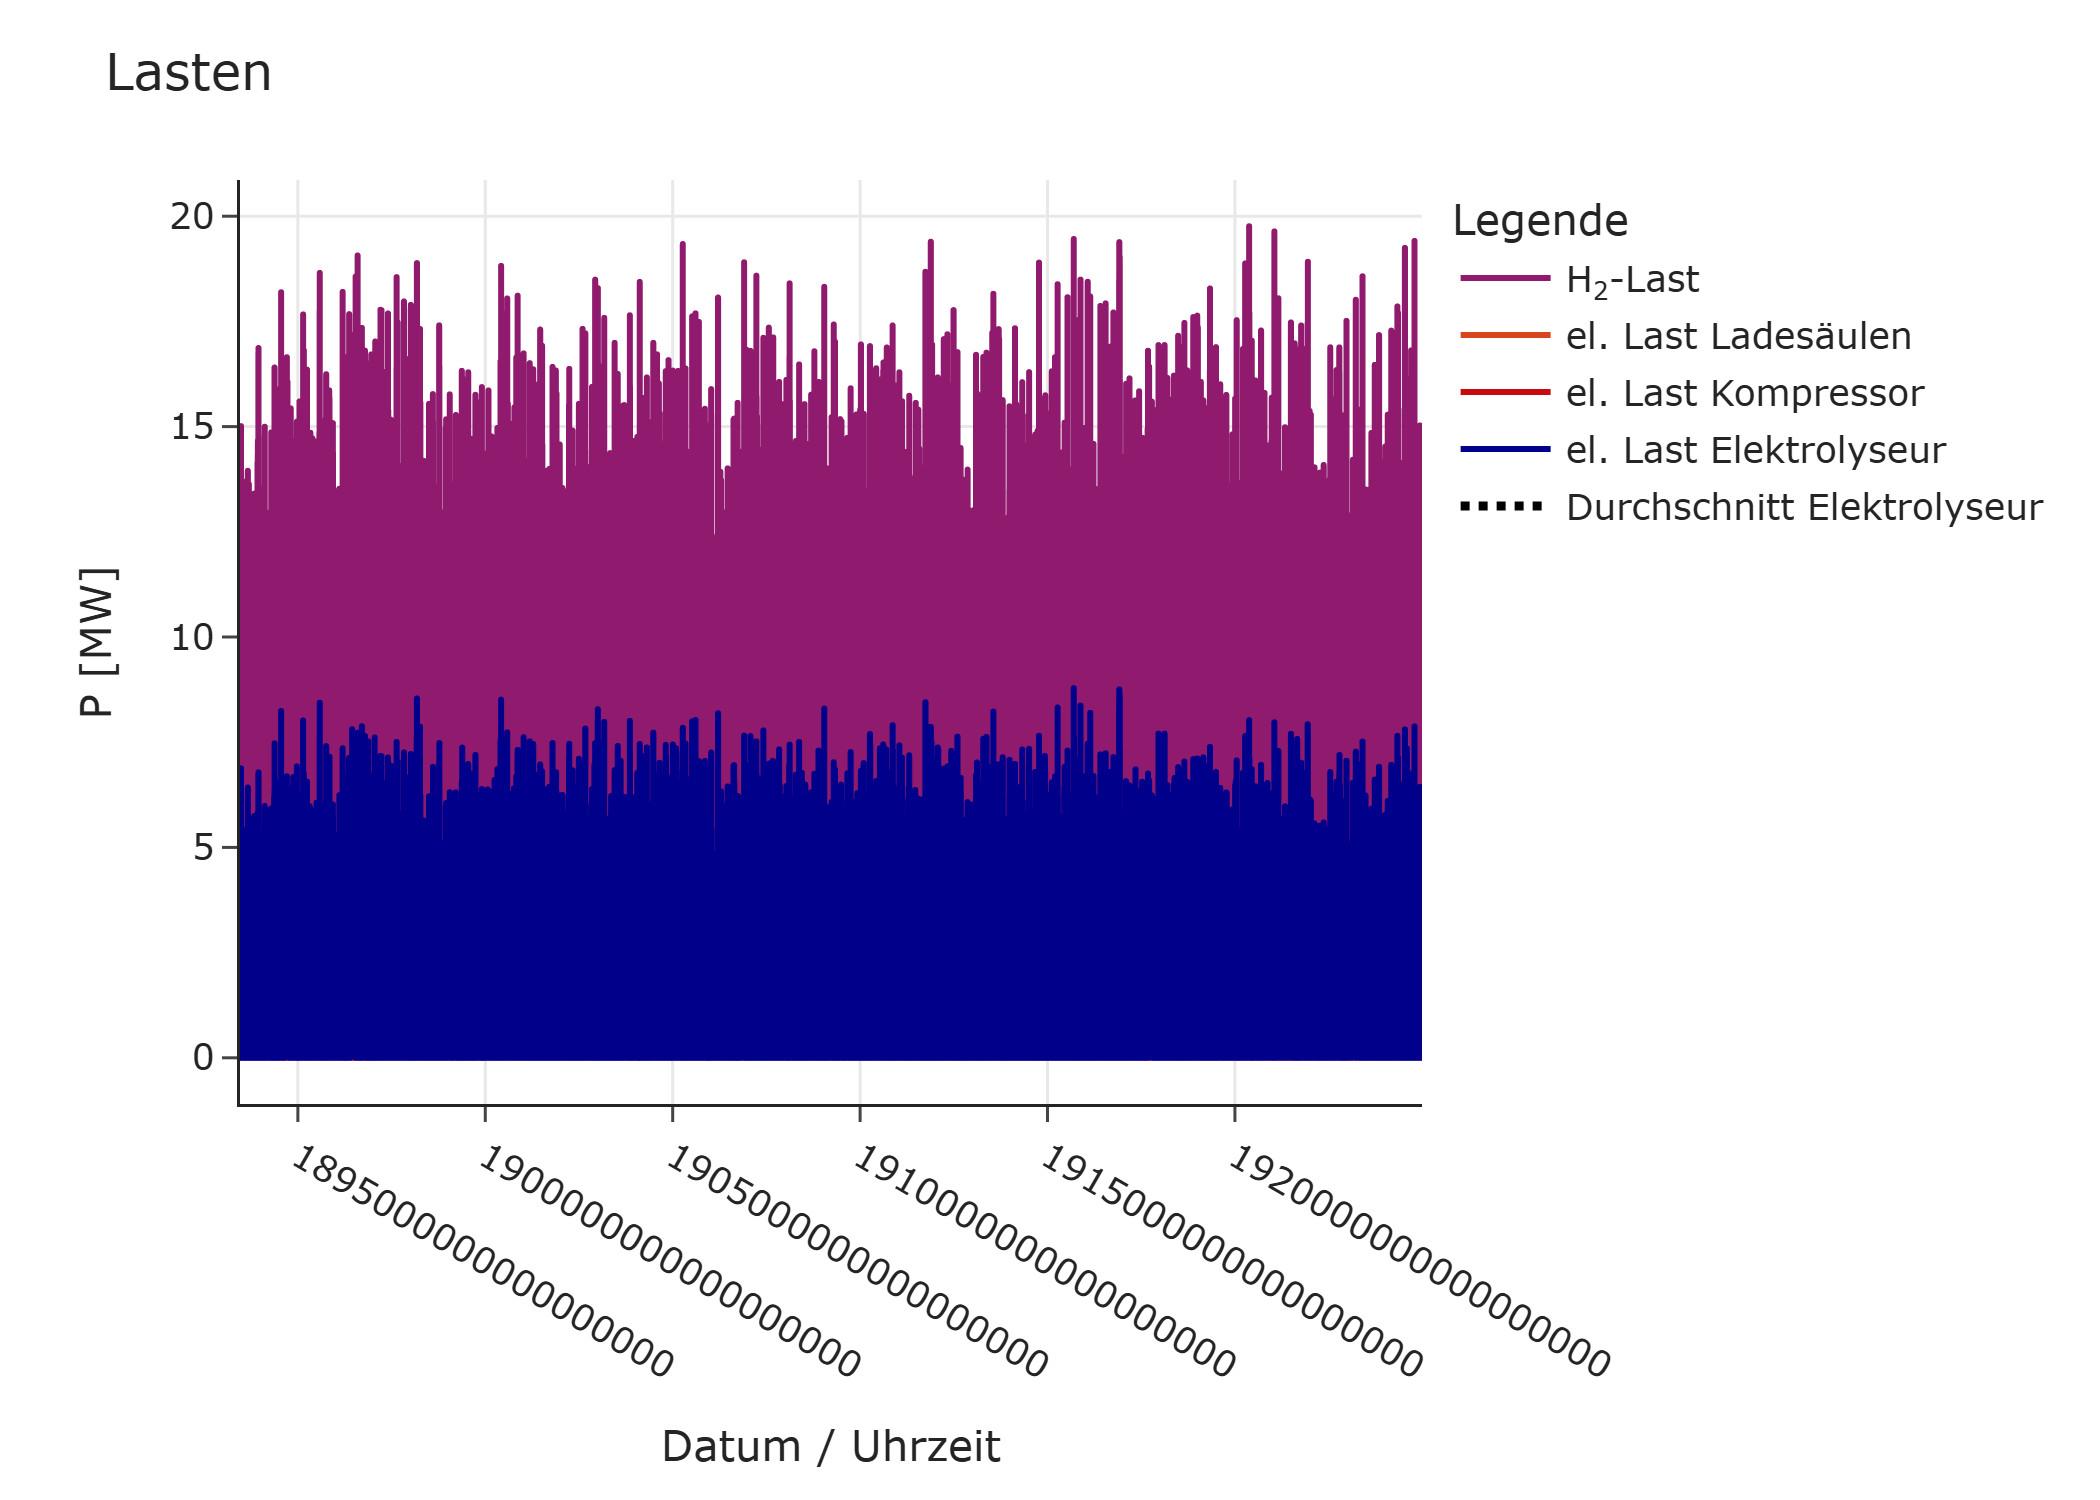 Lasten
20
15
10
5
0
P [MW]
1895000000000000000
1900000000000000000
1905000000000000000
1910000000000000000
1915000000000000000
1920000000000000000
Datum / Uhrzeit
Legende
H₂-Last
el. Last Ladesäulen
el. Last Kompressor
el. Last Elektrolyseur
Durchschnitt Elektrolyseur